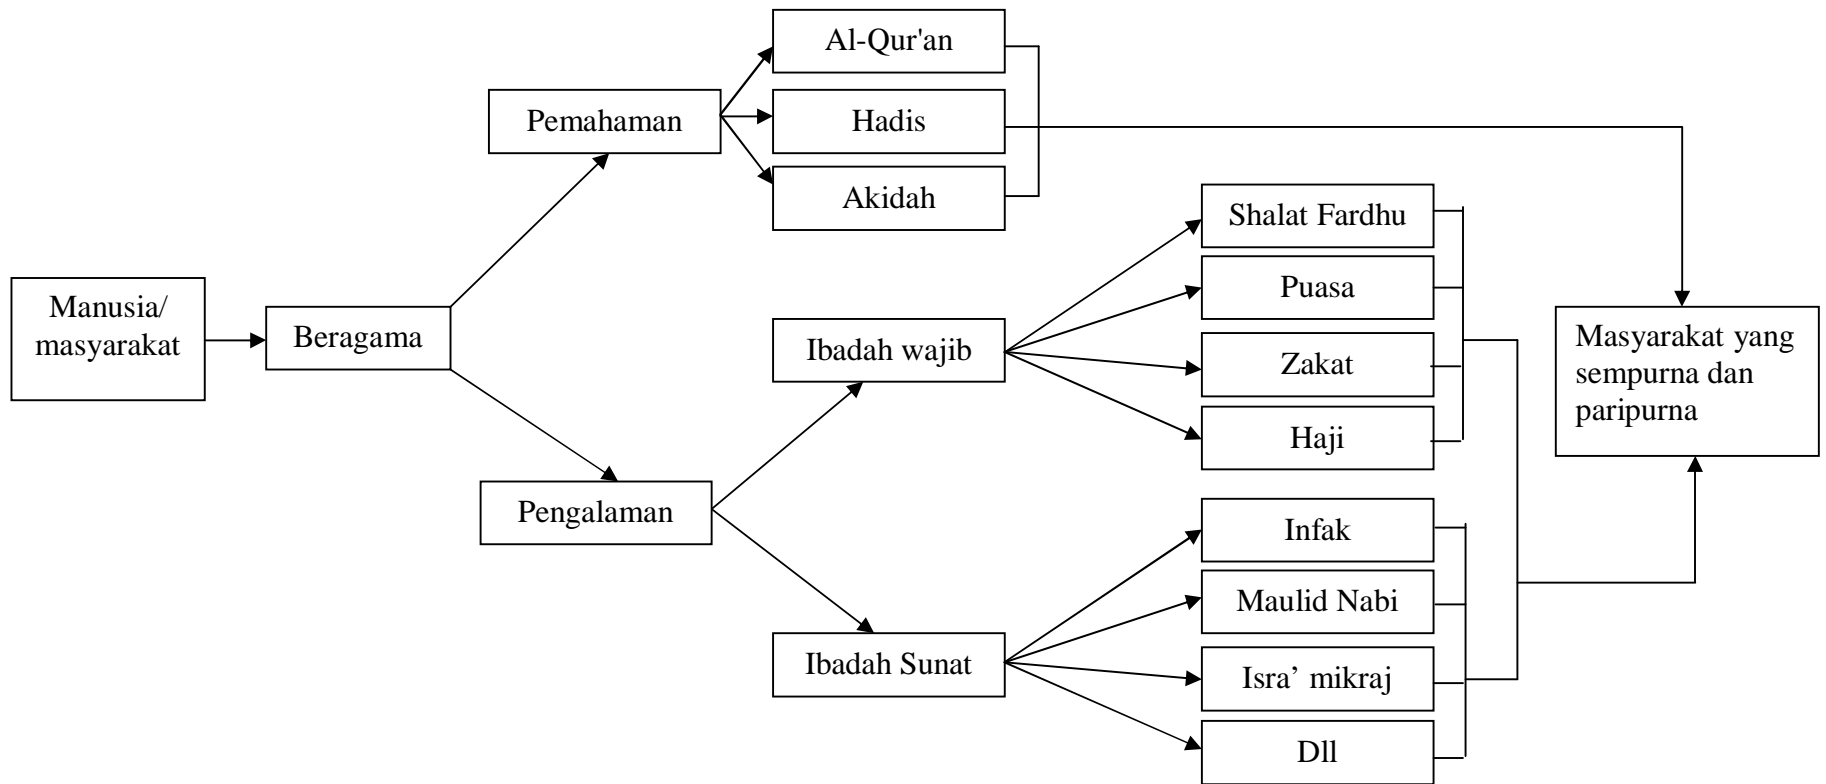 Al-Qur'an
Pemahaman
Hadis
Akidah
Shalat Fardhu
Manusia/
masyarakat
Beragama
Puasa
Ibadah wajib
Zakat
Haji
Masyarakat yang
sempurna dan
paripurna
Pengalaman
Infak
Maulid Nabi
Ibadah Sunat
Isra’ mikraj
Dll